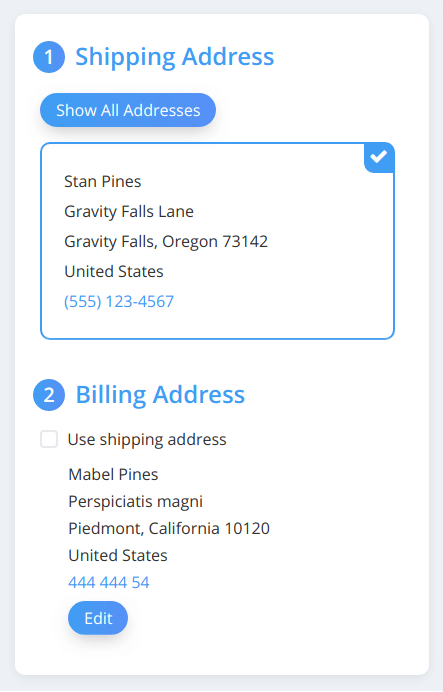 1 Shipping Address
Show All Addresses
Stan Pines
Gravity Falls Lane
Gravity Falls, Oregon 73142
United States
(555) 123-4567
2 Billing Address
Use shipping address
Mabel Pines
Perspiciatis magni
Piedmont, California 10120
United States
444 444 54
Edit